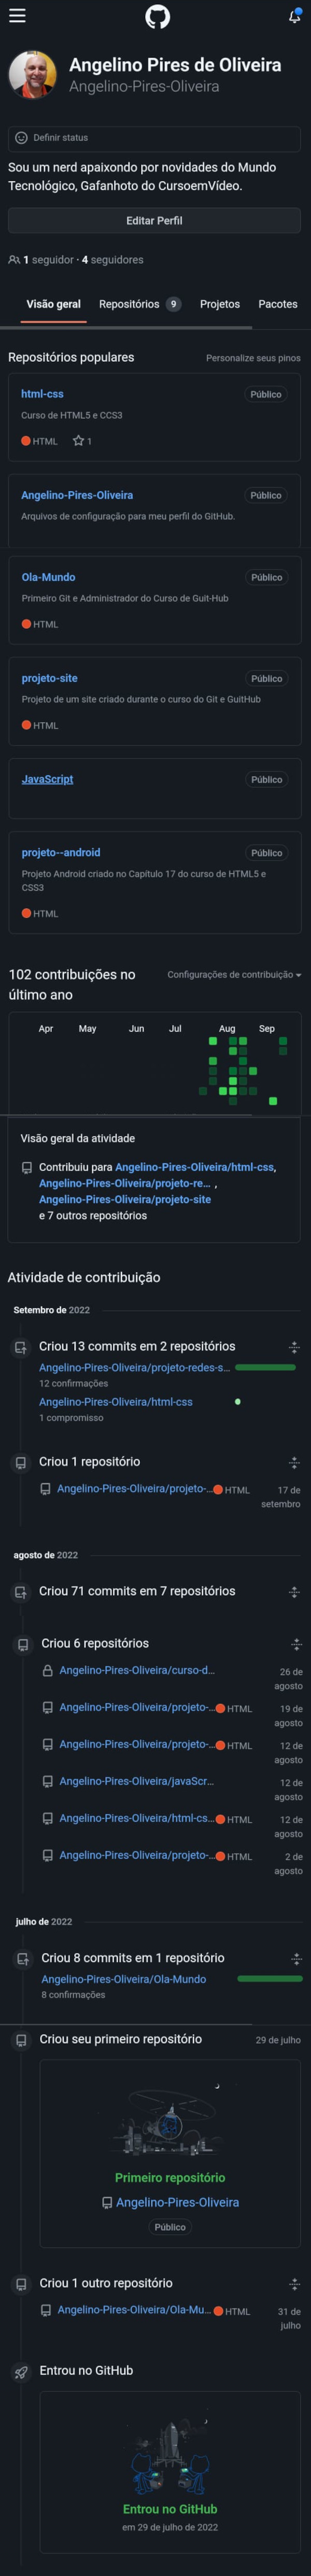 Angelino Pires de Oliveira
Angelino-Pires-Oliveira
Definir status
Sou um nerd apaixondo por novidades do Mundo
Tecnológico, Gafanhoto do CursoemVídeo.
Editar Perfil
1 seguidor · 4 seguidores
Visão geral Repositórios 9 Projetos Pacotes
Repositórios populares Personalize seus pinos
html-css Público
Curso de HTML5 e CCS3
HTML 1
Angelino-Pires-Oliveira Público
Arquivos de configuração para meu perfil do GitHub.
Ola-Mundo Público
Primeiro Git e Administrador do Curso de Guit-Hub
HTML
projeto-site Público
Projeto de um site criado durante o curso do Git e GuitHub
HTML
JavaScript Público
projeto--android Público
Projeto Android criado no Capitulo 17 do curso de HTML5 e
CSS3
HTML
102 contribuições no Configurações de contribuição
último ano
Apr May Jun Jul Aug Sep
Visão geral da atividade
Contribuiu para Angelino-Pires-Oliveira/html-css,
Angelino-Pires-Oliveira/projeto-re... ,
Angelino-Pires-Oliveira/projeto-site
e 7 outros repositórios
Atividade de contribuição
Setembro de 2022
Criou 13 commits em 2 repositórios
Angelino-Pires-Oliveira/projeto-redes-s...
12 confirmações
Angelino-Pires-Oliveira/html-css
1 compromisso
Criou 1 repositório
Angelino-Pires-Oliveira/projeto-... HTML 17 de
setembro
agosto de 2022
Criou 71 commits em 7 repositórios
Criou 6 repositórios
Angelino-Pires-Oliveira/curso-d... 26 de
agosto
Angelino-Pires-Oliveira/projeto-... HTML 19 de
agosto
Angelino-Pires-Oliveira/projeto-... HTML 12 de
agosto
Angelino-Pires-Oliveira/javaScr... 12 de
agosto
Angelino-Pires-Oliveira/html-cs... HTML 12 de
agosto
Angelino-Pires-Oliveira/projeto-... HTML 2 de
agosto
julho de 2022
Criou 8 commits em 1 repositório
Angelino-Pires-Oliveira/Ola-Mundo
8 confirmações
Criou seu primeiro repositório 29 de julho
Primeiro repositório
Angelino-Pires-Oliveira
Público
Criou 1 outro repositório
Angelino-Pires-Oliveira/Ola-Mu... HTML 31 de
julho
Entrou no GitHub
Entrou no GitHub
em 29 de julho de 2022